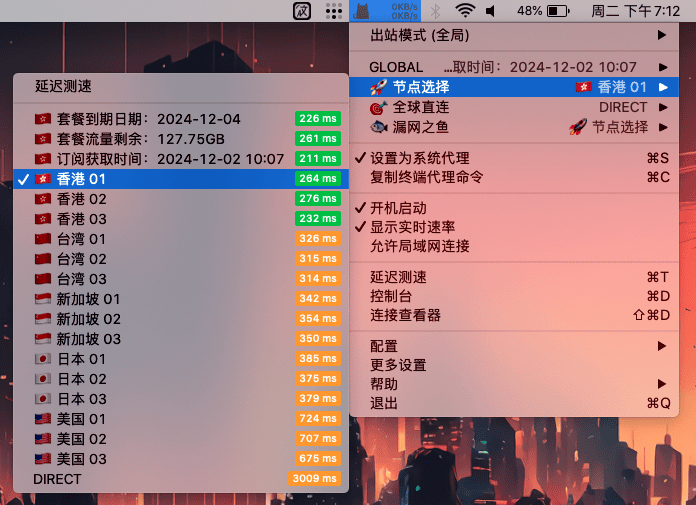 汉
0KB/s
0KB/s
48%
周二 下午7:12
出站模式 (全局)
GLOBAL ...取时间：2024-12-02 10:07
节点选择 香港 01
全球直连 DIRECT
漏网之鱼 节点选择
设置为系统代理 ⌘S
复制终端代理命令 ⌘C
开机启动
显示实时速率
允许局域网连接
延迟测速 ⌘T
控制台 ⌘D
连接查看器 ⇧⌘D
配置
更多设置
帮助
退出 ⌘Q
延迟测速
套餐到期日期：2024-12-04 226 ms
套餐流量剩余：127.75GB 261 ms
订阅获取时间：2024-12-02 10:07 211 ms
香港 01 264 ms
香港 02 276 ms
香港 03 232 ms
台湾 01 326 ms
台湾 02 315 ms
台湾 03 314 ms
新加坡 01 342 ms
新加坡 02 354 ms
新加坡 03 350 ms
日本 01 385 ms
日本 02 375 ms
日本 03 379 ms
美国 01 724 ms
美国 02 707 ms
美国 03 675 ms
DIRECT 3009 ms